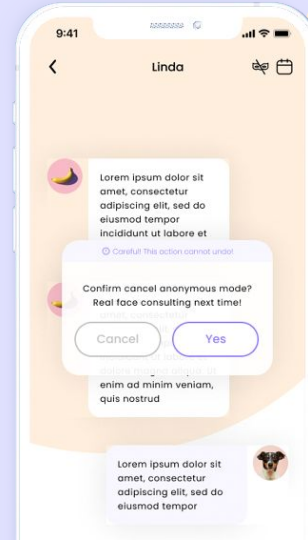 9:41
Linda
Lorem ipsum dolor sit
amet, consectetur
adipiscing elit, sed do
eiusmod tempor
incididunt ut labore et
Careful! This action cannot undo!
Confirm cancel anonymous mode?
Real face consulting next time!
Cancel
Yes
enim ad minim veniam,
quis nostrud
Lorem ipsum dolor sit
amet, consectetur
adipiscing elit, sed do
eiusmod tempor